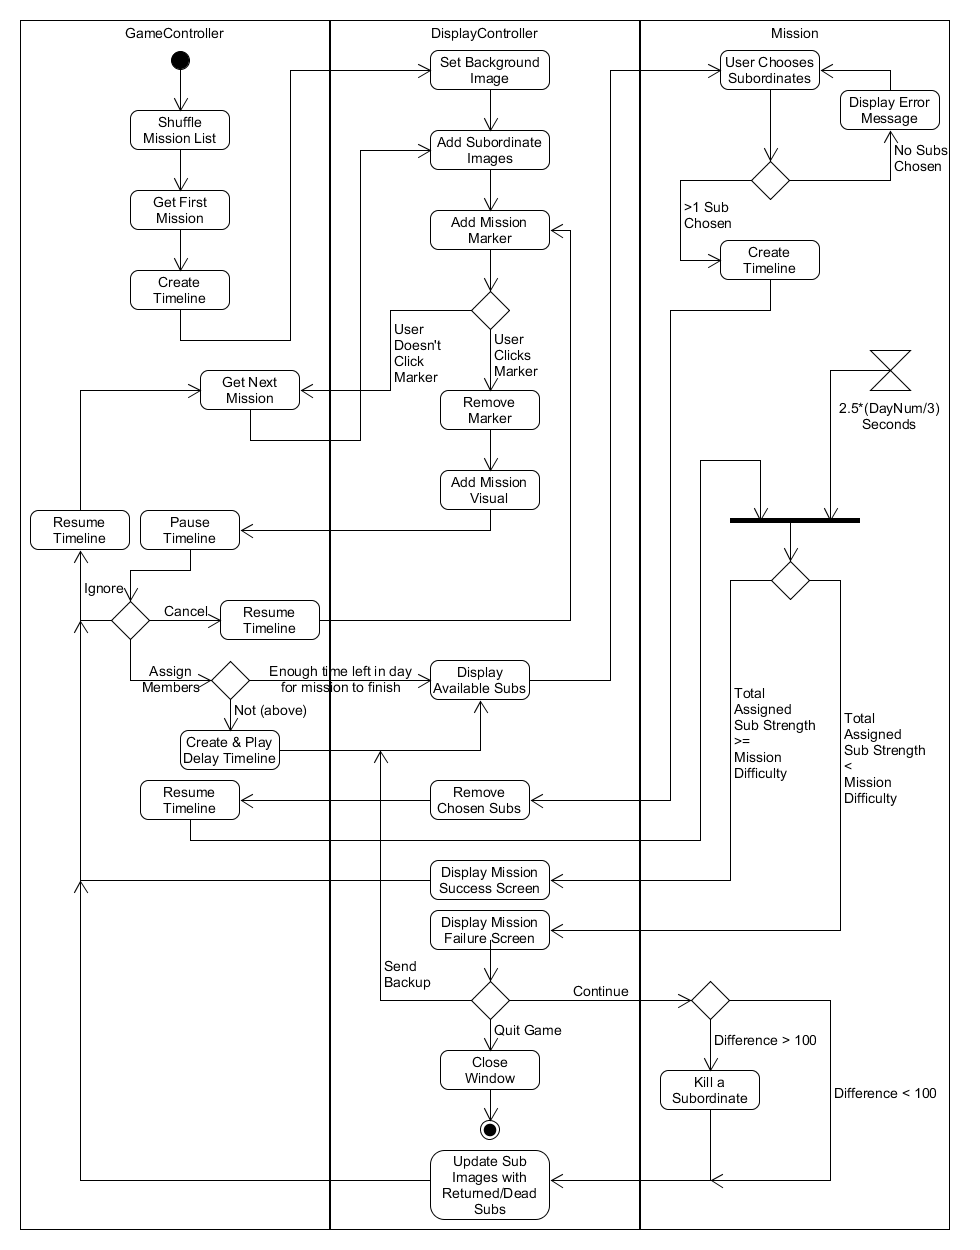 GameController
DisplayController
Mission
Shuffle
Mission List
Get First
Mission
Create
Timeline
Set Background
Image
Add Subordinate
Images
Add Mission
Marker
User Chooses
Subordinates
Display Error
Message
No Subs
Chosen
>1 Sub
Chosen
Create
Timeline
User
Doesn't
Click
Marker
User
Clicks
Marker
Get Next
Mission
Remove
Marker
Add Mission
Visual
2.5*(DayNum/3)
Seconds
Resume
Timeline
Pause
Timeline
Ignore
Cancel
Resume
Timeline
Assign
Members
Enough time left in day
for mission to finish
Display
Available Subs
Not (above)
Create & Play
Delay Timeline
Resume
Timeline
Remove
Chosen Subs
Total
Assigned
Sub Strength
>=
Mission
Difficulty
Total
Assigned
Sub Strength
<
Mission
Difficulty
Display Mission
Success Screen
Display Mission
Failure Screen
Send
Backup
Continue
Quit Game
Close
Window
Difference > 100
Kill a
Subordinate
Difference < 100
Update Sub
Images with
Returned/Dead
Subs